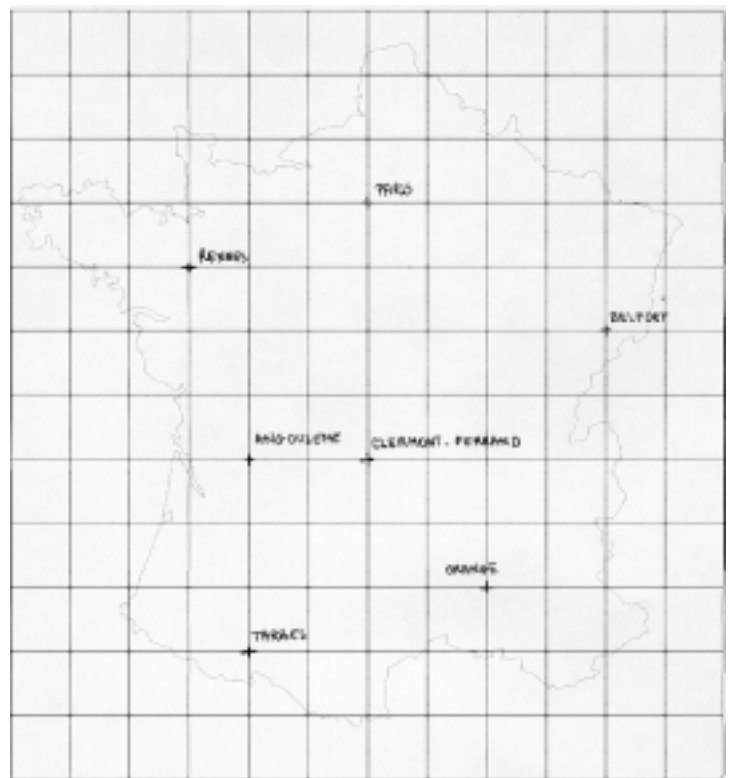 PARIS
RENNES
BELFORT
ANGOULEME
CLERMONT-FERRAND
ORANGE
TARBES